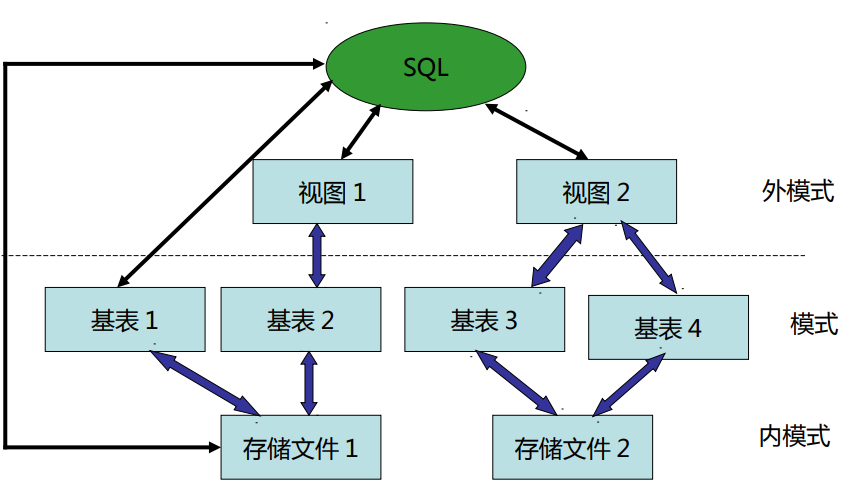 SQL
视图 1
视图 2
外模式
基表 1
基表 2
基表 3
基表 4
模式
存储文件 1
存储文件 2
内模式